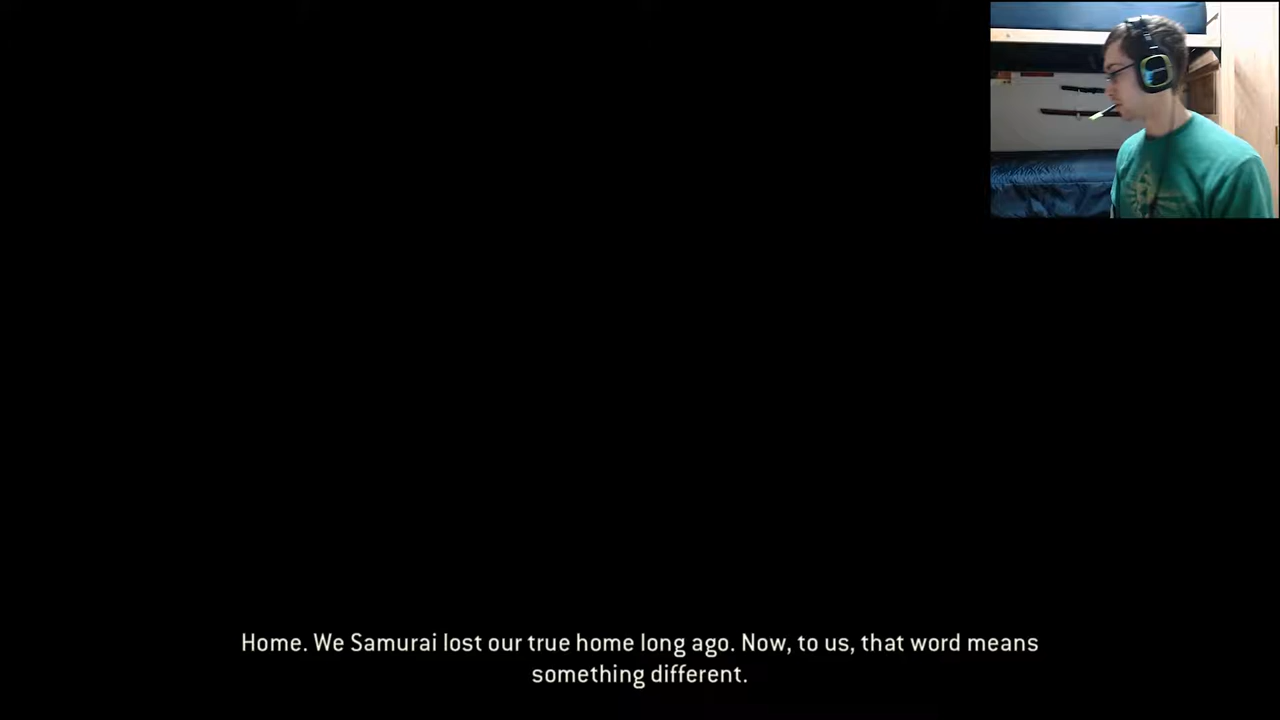 Home. We Samurai lost our true home long ago. Now, to us, that word means
something different.